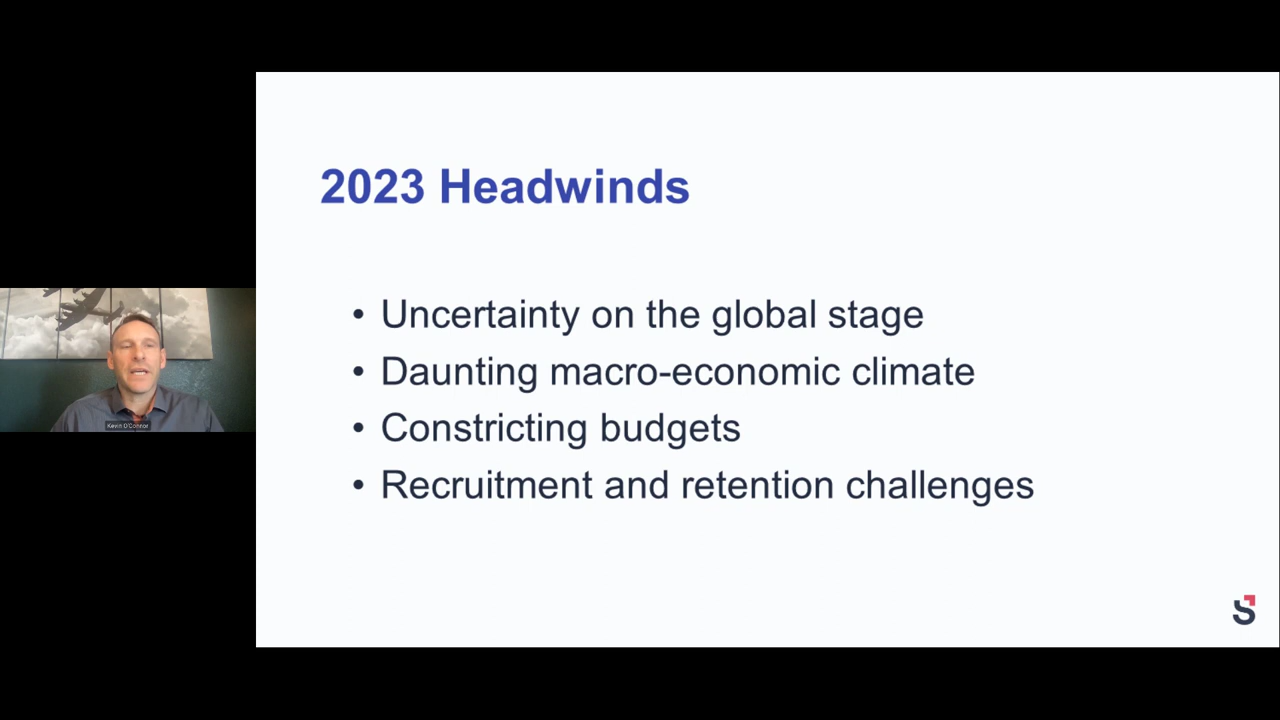 2023 Headwinds
• Uncertainty on the global stage
• Daunting macro-economic climate
• Constricting budgets
• Recruitment and retention challenges
Kevin O'Connor
S